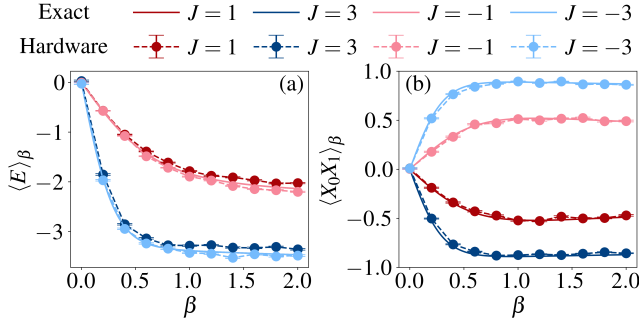 Exact J = 1 J = 3 J = −1 J = −3
Hardware J = 1 J = 3 J = −1 J = −3
(a)
⟨E⟩β
0
−1
−2
−3
0.0 0.5 1.0 1.5 2.0
β
(b)
⟨X₀X₁⟩β
1.0
0.5
0.0
−0.5
−1.0
0.0 0.5 1.0 1.5 2.0
β